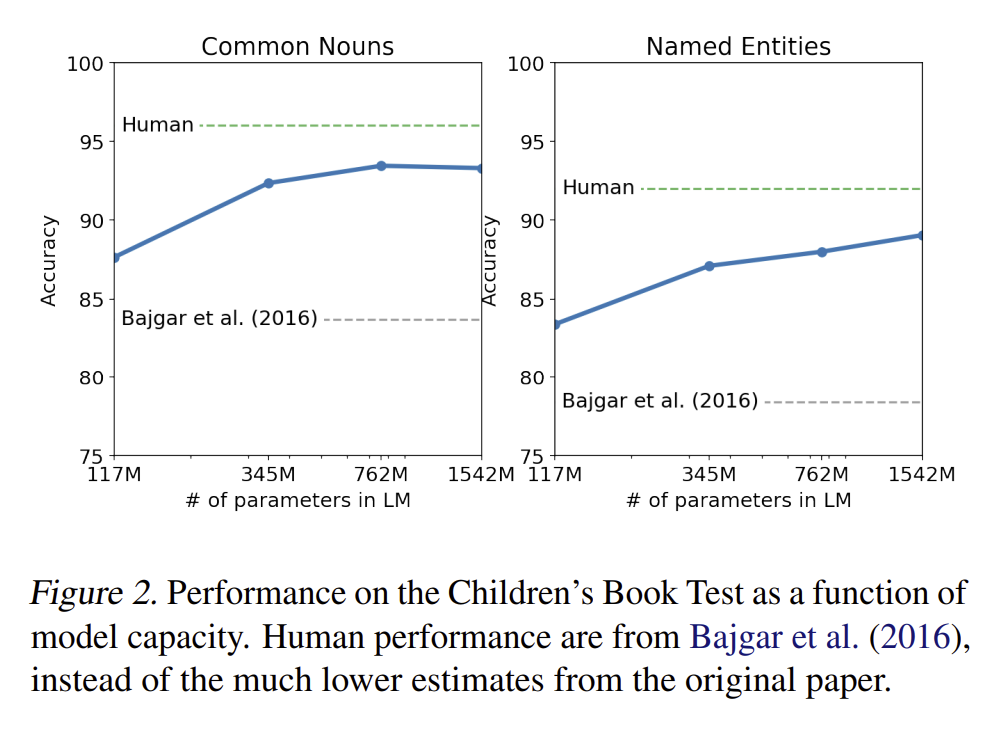 Common Nouns
100
95
90
85
80
75
Accuracy
Human
Bajgar et al. (2016)
117M
345M
762M
1542M
# of parameters in LM
Named Entities
100
95
90
85
80
75
Accuracy
Human
Bajgar et al. (2016)
117M
345M
762M
1542M
# of parameters in LM
Figure 2. Performance on the Children’s Book Test as a function of
model capacity. Human performance are from Bajgar et al. (2016),
instead of the much lower estimates from the original paper.